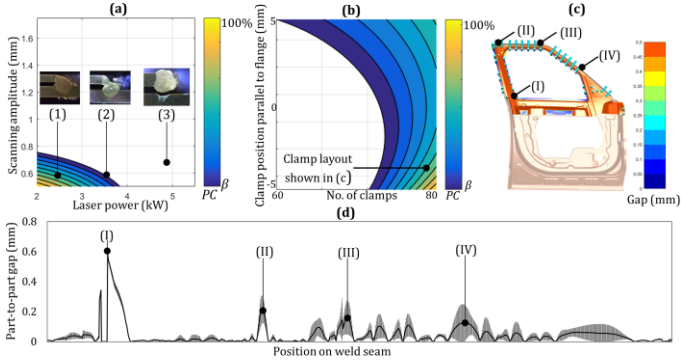 (a)
Scanning amplitude (mm)
1.6
1.4
1.2
1.0
0.8
0.6
(1)
(2)
(3)
2
3
4
5
Laser power (kW)
100%
PC
β
(b)
Clamp position parallel to flange (mm)
5
0
-5
Clamp layout
shown in (c)
60
No. of clamps
80
100%
PC
β
(c)
(II)
(III)
(IV)
(I)
0.5
0.45
0.4
0.35
0.3
0.25
0.2
0.15
0.1
0.05
0
Gap (mm)
(d)
Part-to-part gap (mm)
0.8
0.6
0.4
0.2
0
(I)
(II)
(III)
(IV)
Position on weld seam